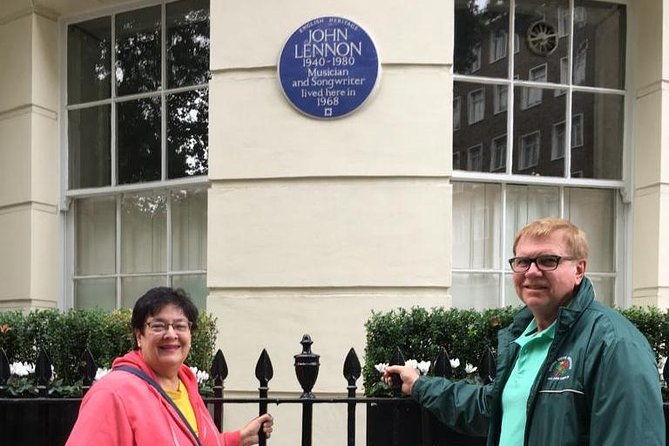 ENGLISH HERITAGE
JOHN
LENNON
1940-1980
Musician
and Songwriter
lived here in
1968